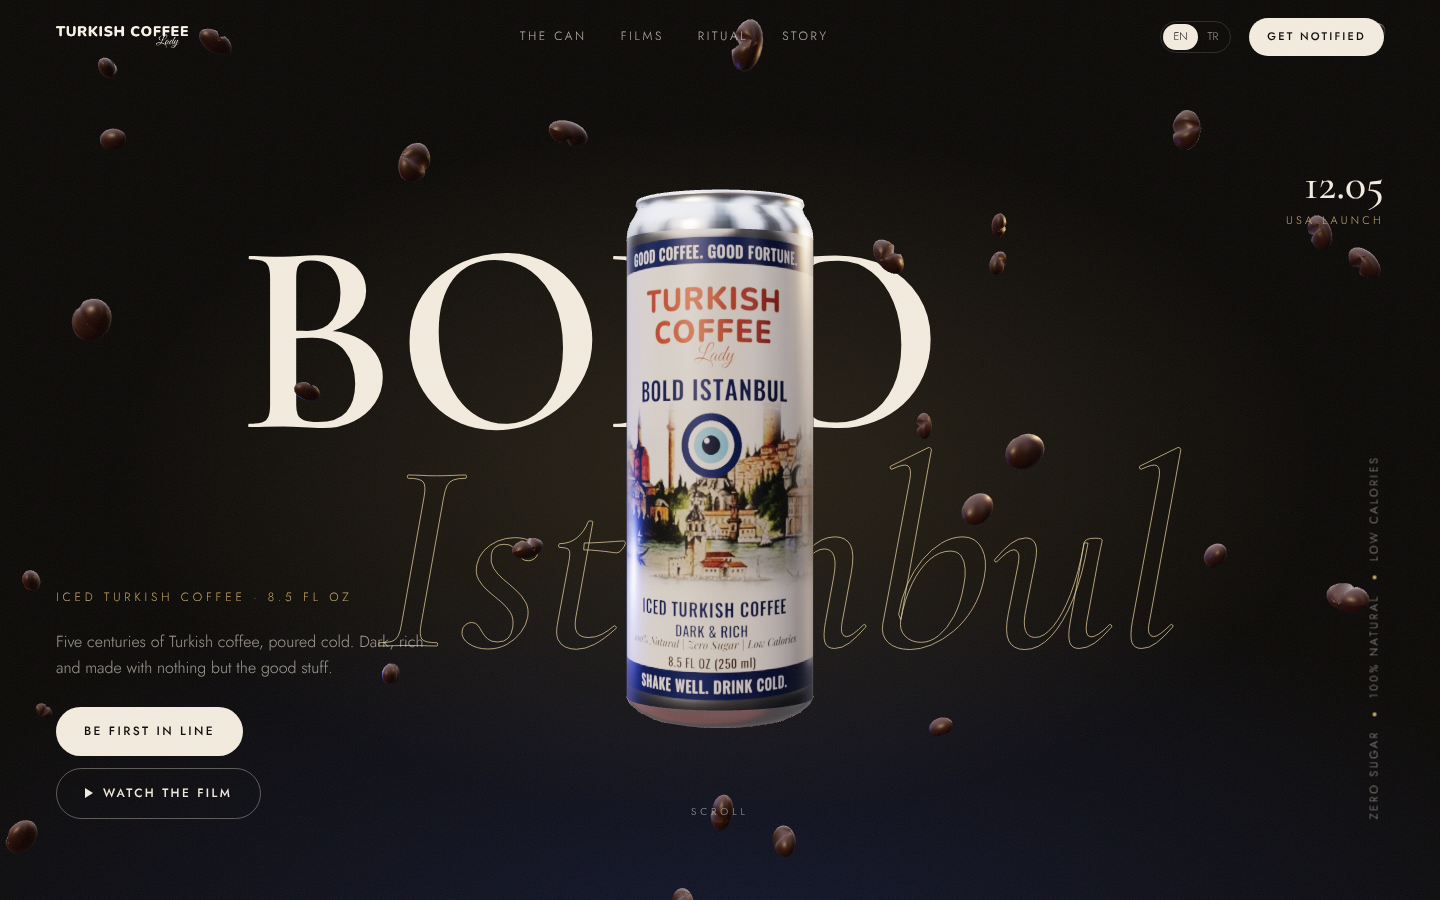 TURKISH COFFEE
Lady
THE CAN
FILMS
RITUAL
STORY
EN
TR
GET NOTIFIED
12.05
USA LAUNCH
BOLD
Istanbul
GOOD COFFEE. GOOD FORTUNE.
TURKISH
COFFEE
Lady
BOLD ISTANBUL
ICED TURKISH COFFEE
DARK & RICH
100% Natural | Zero Sugar | Low Calories
8.5 FL OZ (250 ml)
SHAKE WELL. DRINK COLD.
ICED TURKISH COFFEE · 8.5 FL OZ
Five centuries of Turkish coffee, poured cold. Dark, rich
and made with nothing but the good stuff.
BE FIRST IN LINE
WATCH THE FILM
SCROLL
ZERO SUGAR • 100% NATURAL • LOW CALORIES